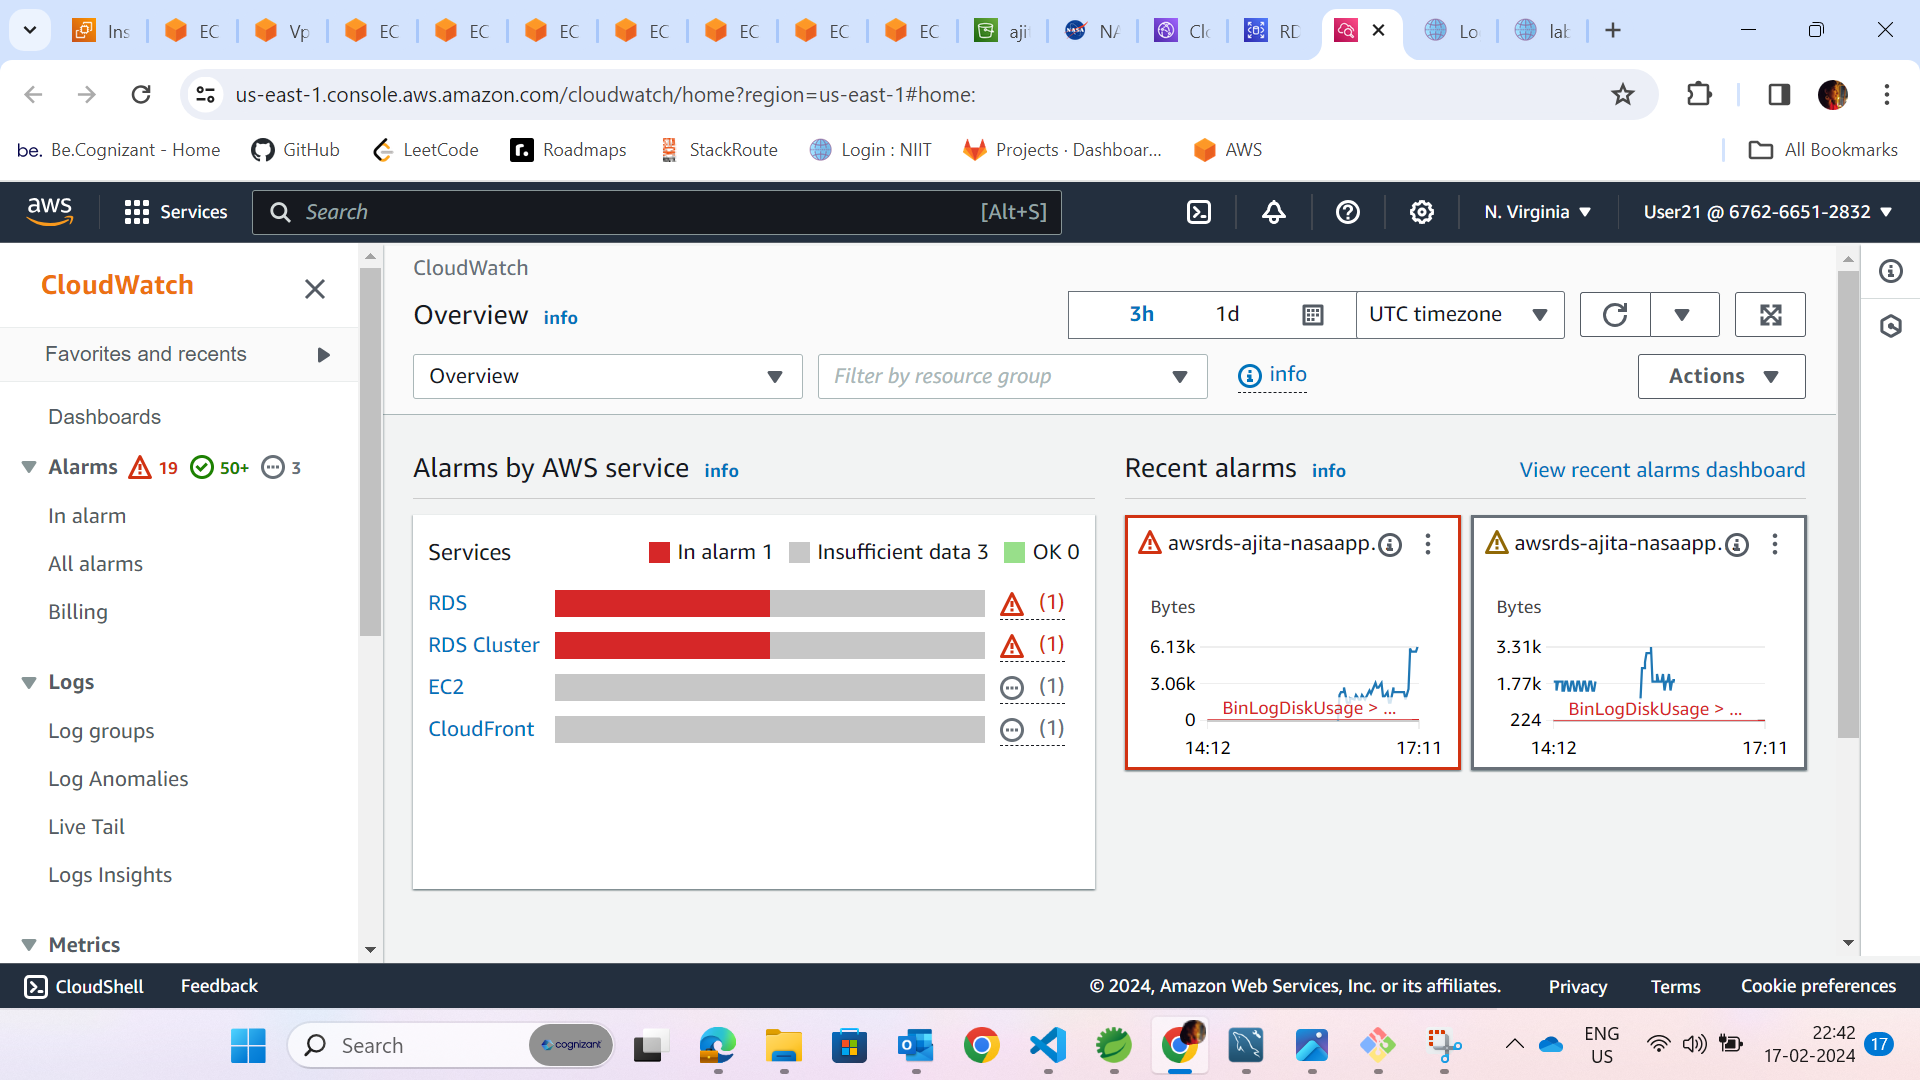 Ins EC Vp EC EC EC EC EC EC EC aji NA Clo RD Lo lab
us-east-1.console.aws.amazon.com/cloudwatch/home?region=us-east-1#home:
be. Be.Cognizant - Home GitHub LeetCode Roadmaps StackRoute Login : NIIT Projects · Dashboar... AWS All Bookmarks
aws Services Search [Alt+S] N. Virginia User21 @ 6762-6651-2832
CloudWatch
Favorites and recents
Dashboards
Alarms 19 50+ 3
In alarm
All alarms
Billing
Logs
Log groups
Log Anomalies
Live Tail
Logs Insights
Metrics
CloudWatch
Overview info
3h 1d UTC timezone
Overview Filter by resource group info Actions
Alarms by AWS service info
Services In alarm 1 Insufficient data 3 OK 0
RDS (1)
RDS Cluster (1)
EC2 (1)
CloudFront (1)
Recent alarms info View recent alarms dashboard
awsrds-ajita-nasaapp.
Bytes
6.13k
3.06k
BinLogDiskUsage > ...
0
14:12 17:11
awsrds-ajita-nasaapp.
Bytes
3.31k
1.77k
BinLogDiskUsage > ...
224
14:12 17:11
CloudShell Feedback © 2024, Amazon Web Services, Inc. or its affiliates. Privacy Terms Cookie preferences
Search cognizant
ENG
US
22:42
17-02-2024
17